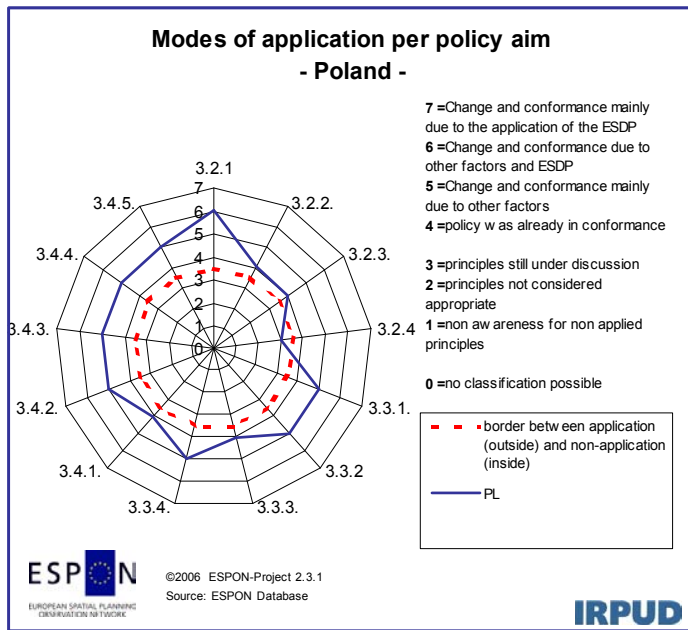 Modes of application per policy aim
- Poland -
7 =Change and conformance mainly
due to the application of the ESDP
6 =Change and conformance due to
other factors and ESDP
5 =Change and conformance mainly
due to other factors
4 =policy was already in conformance
3 =principles still under discussion
2 =principles not considered
appropriate
1 =non awareness for non applied
principles
0 =no classification possible
3.2.1
3.2.2.
3.2.3.
3.2.4
3.3.1.
3.3.2
3.3.3.
3.3.4.
3.4.1.
3.4.2.
3.4.3.
3.4.4.
3.4.5.
7
6
5
4
3
2
1
0
border between application
(outside) and non-application
(inside)
PL
ESPON
EUROPEAN SPATIAL PLANNING
OBSERVATION NETWORK
©2006 ESPON-Project 2.3.1
Source: ESPON Database
IRPUD